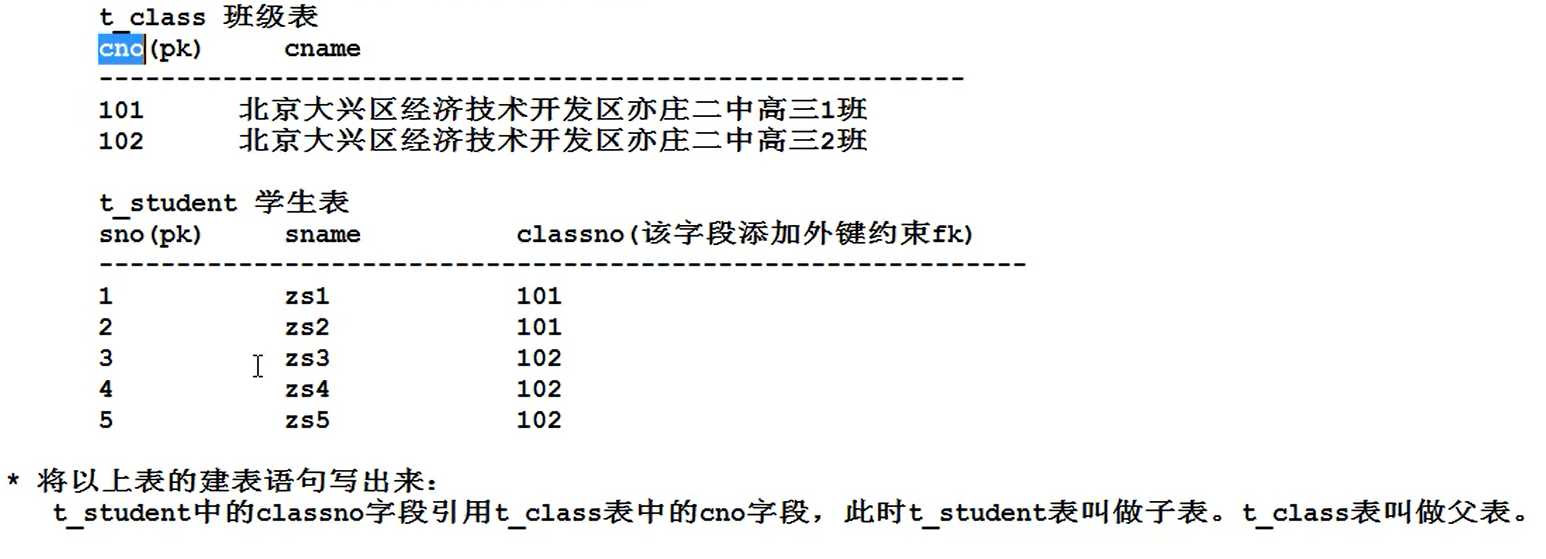 t_class 班级表
cno(pk) cname
--------------------------------------------------------
101 北京大兴区经济技术开发区亦庄二中高三1班
102 北京大兴区经济技术开发区亦庄二中高三2班
t_student 学生表
sno(pk) sname classno(该字段添加外键约束fk)
------------------------------------------------------------
1 zs1 101
2 zs2 101
3 zs3 102
4 zs4 102
5 zs5 102
* 将以上表的建表语句写出来：
t_student中的classno字段引用t_class表中的cno字段，此时t_student表叫做子表。t_class表叫做父表。